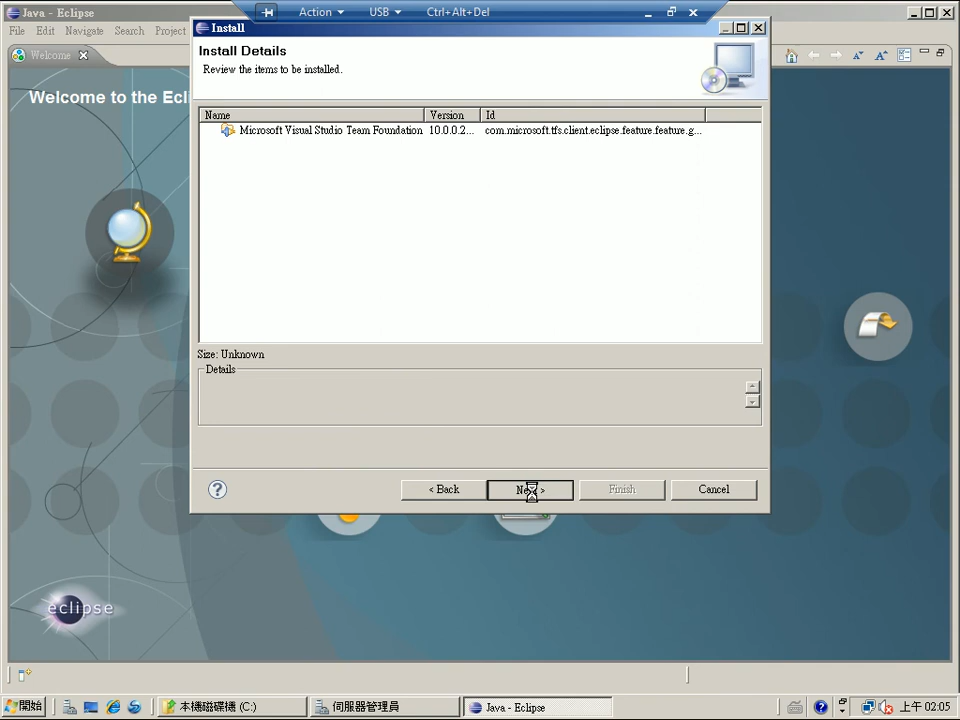 Java - Eclipse
Action
USB
Ctrl+Alt+Del
File Edit Navigate Search Project
Install
Welcome
Install Details
Review the items to be installed.
Welcome to the Ecl
Name Version Id
Microsoft Visual Studio Team Foundation 10.0.0.2... com.microsoft.tfs.client.eclipse.feature.feature.g...
Size: Unknown
Details
< Back
Finish
Cancel
eclipse
開始
本機磁碟機 (C:)
伺服器管理員
Java - Eclipse
上午 02:05